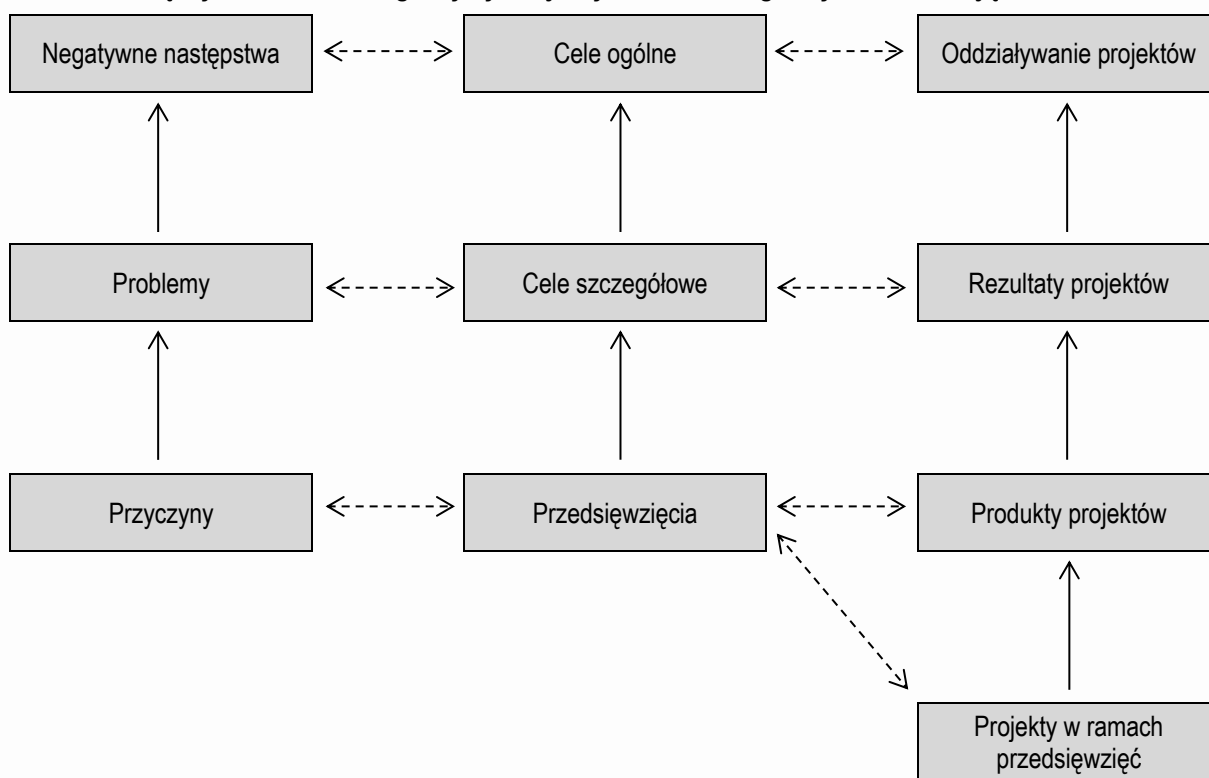 Negatywne następstwa
Cele ogólne
Oddziaływanie projektów
Problemy
Cele szczegółowe
Rezultaty projektów
Przyczyny
Przedsięwzięcia
Produkty projektów
Projekty w ramach
przedsięwzięć